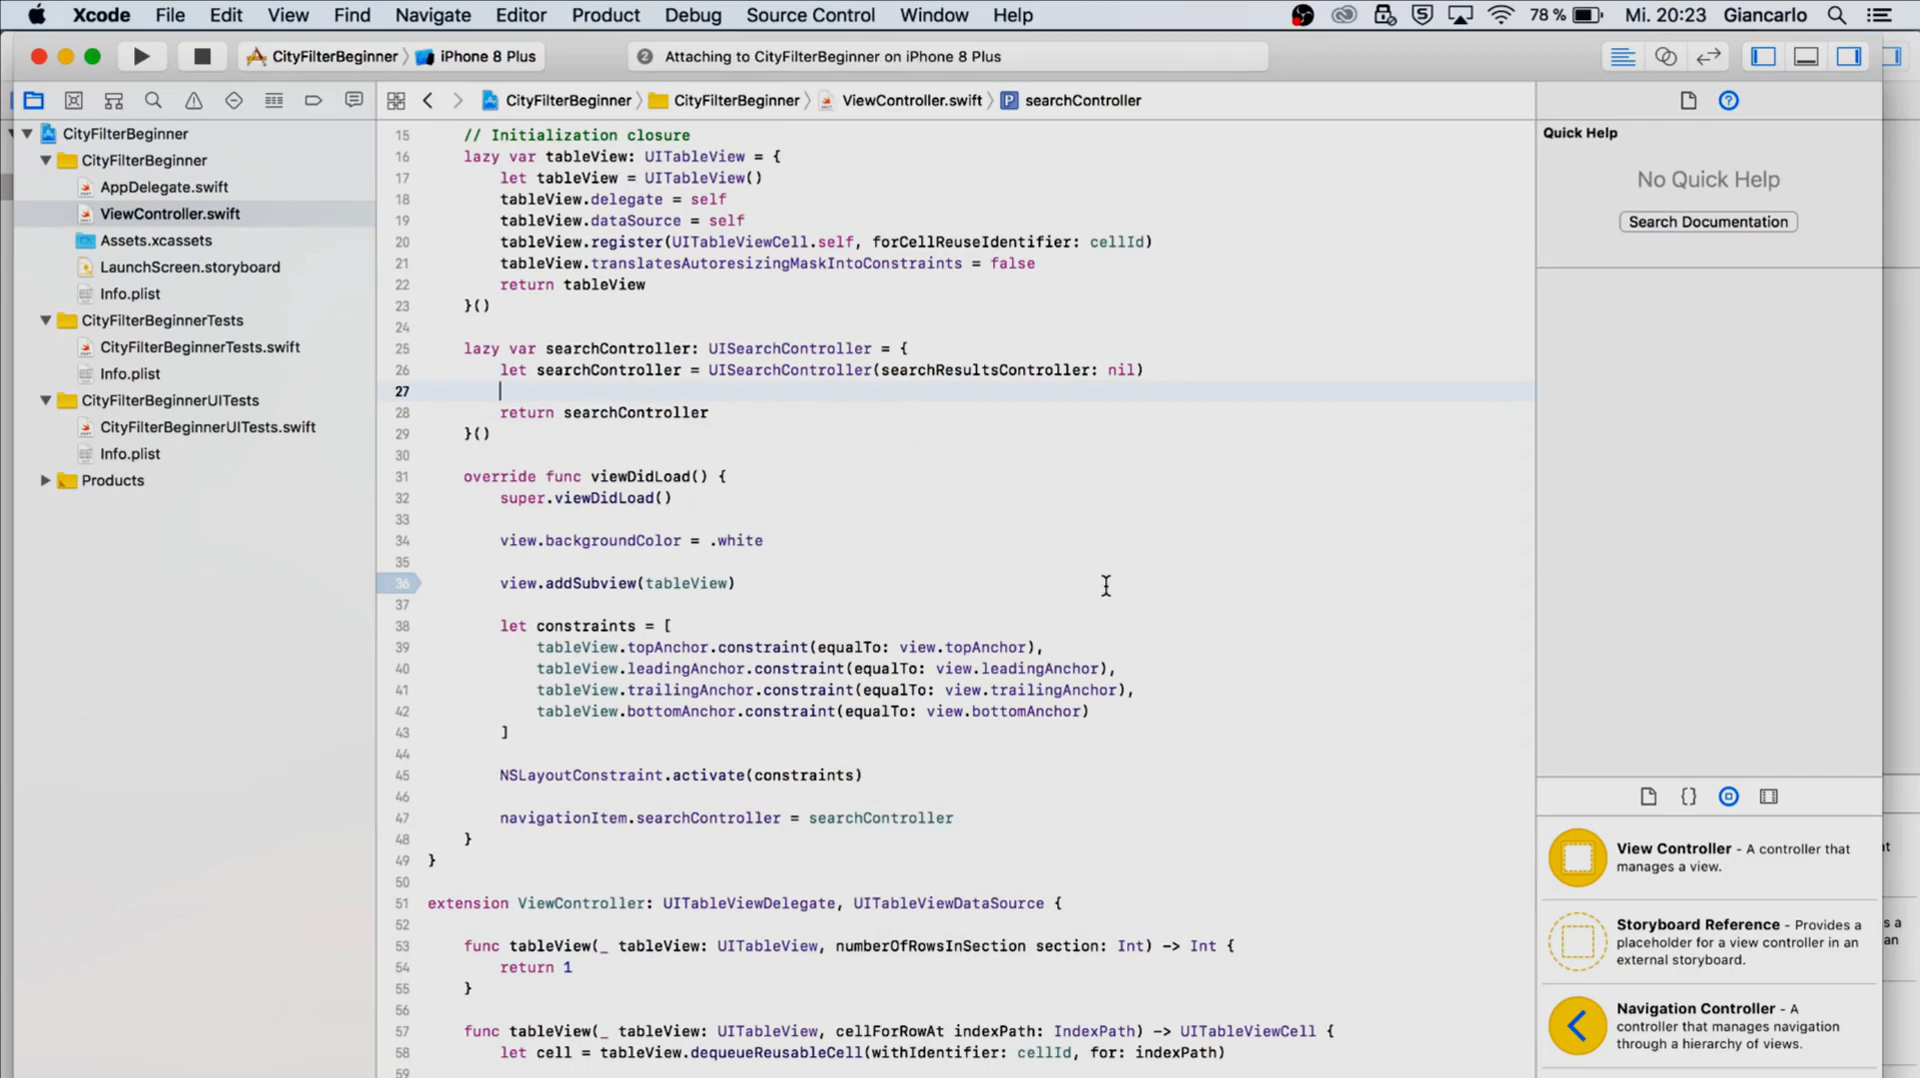 Xcode File Edit View Find Navigate Editor Product Debug Source Control Window Help 78 % Mi. 20:23 Giancarlo
CityFilterBeginner iPhone 8 Plus 2 Attaching to CityFilterBeginner on iPhone 8 Plus
CityFilterBeginner CityFilterBeginner ViewController.swift P searchController
CityFilterBeginner
CityFilterBeginner
AppDelegate.swift
ViewController.swift
Assets.xcassets
LaunchScreen.storyboard
Info.plist
CityFilterBeginnerTests
CityFilterBeginnerTests.swift
Info.plist
CityFilterBeginnerUITests
CityFilterBeginnerUITests.swift
Info.plist
Products
15 // Initialization closure
16 lazy var tableView: UITableView = {
17 let tableView = UITableView()
18 tableView.delegate = self
19 tableView.dataSource = self
20 tableView.register(UITableViewCell.self, forCellReuseIdentifier: cellId)
21 tableView.translatesAutoresizingMaskIntoConstraints = false
22 return tableView
23 }()
24
25 lazy var searchController: UISearchController = {
26 let searchController = UISearchController(searchResultsController: nil)
27
28 return searchController
29 }()
30
31 override func viewDidLoad() {
32 super.viewDidLoad()
33
34 view.backgroundColor = .white
35
36 view.addSubview(tableView)
37
38 let constraints = [
39 tableView.topAnchor.constraint(equalTo: view.topAnchor),
40 tableView.leadingAnchor.constraint(equalTo: view.leadingAnchor),
41 tableView.trailingAnchor.constraint(equalTo: view.trailingAnchor),
42 tableView.bottomAnchor.constraint(equalTo: view.bottomAnchor)
43 ]
44
45 NSLayoutConstraint.activate(constraints)
46
47 navigationItem.searchController = searchController
48 }
49 }
50
51 extension ViewController: UITableViewDelegate, UITableViewDataSource {
52
53 func tableView(_ tableView: UITableView, numberOfRowsInSection section: Int) -> Int {
54 return 1
55 }
56
57 func tableView(_ tableView: UITableView, cellForRowAt indexPath: IndexPath) -> UITableViewCell {
58 let cell = tableView.dequeueReusableCell(withIdentifier: cellId, for: indexPath)
59
Quick Help
No Quick Help
Search Documentation
View Controller - A controller that
manages a view.
Storyboard Reference - Provides a
placeholder for a view controller in an
external storyboard.
Navigation Controller - A
controller that manages navigation
through a hierarchy of views.